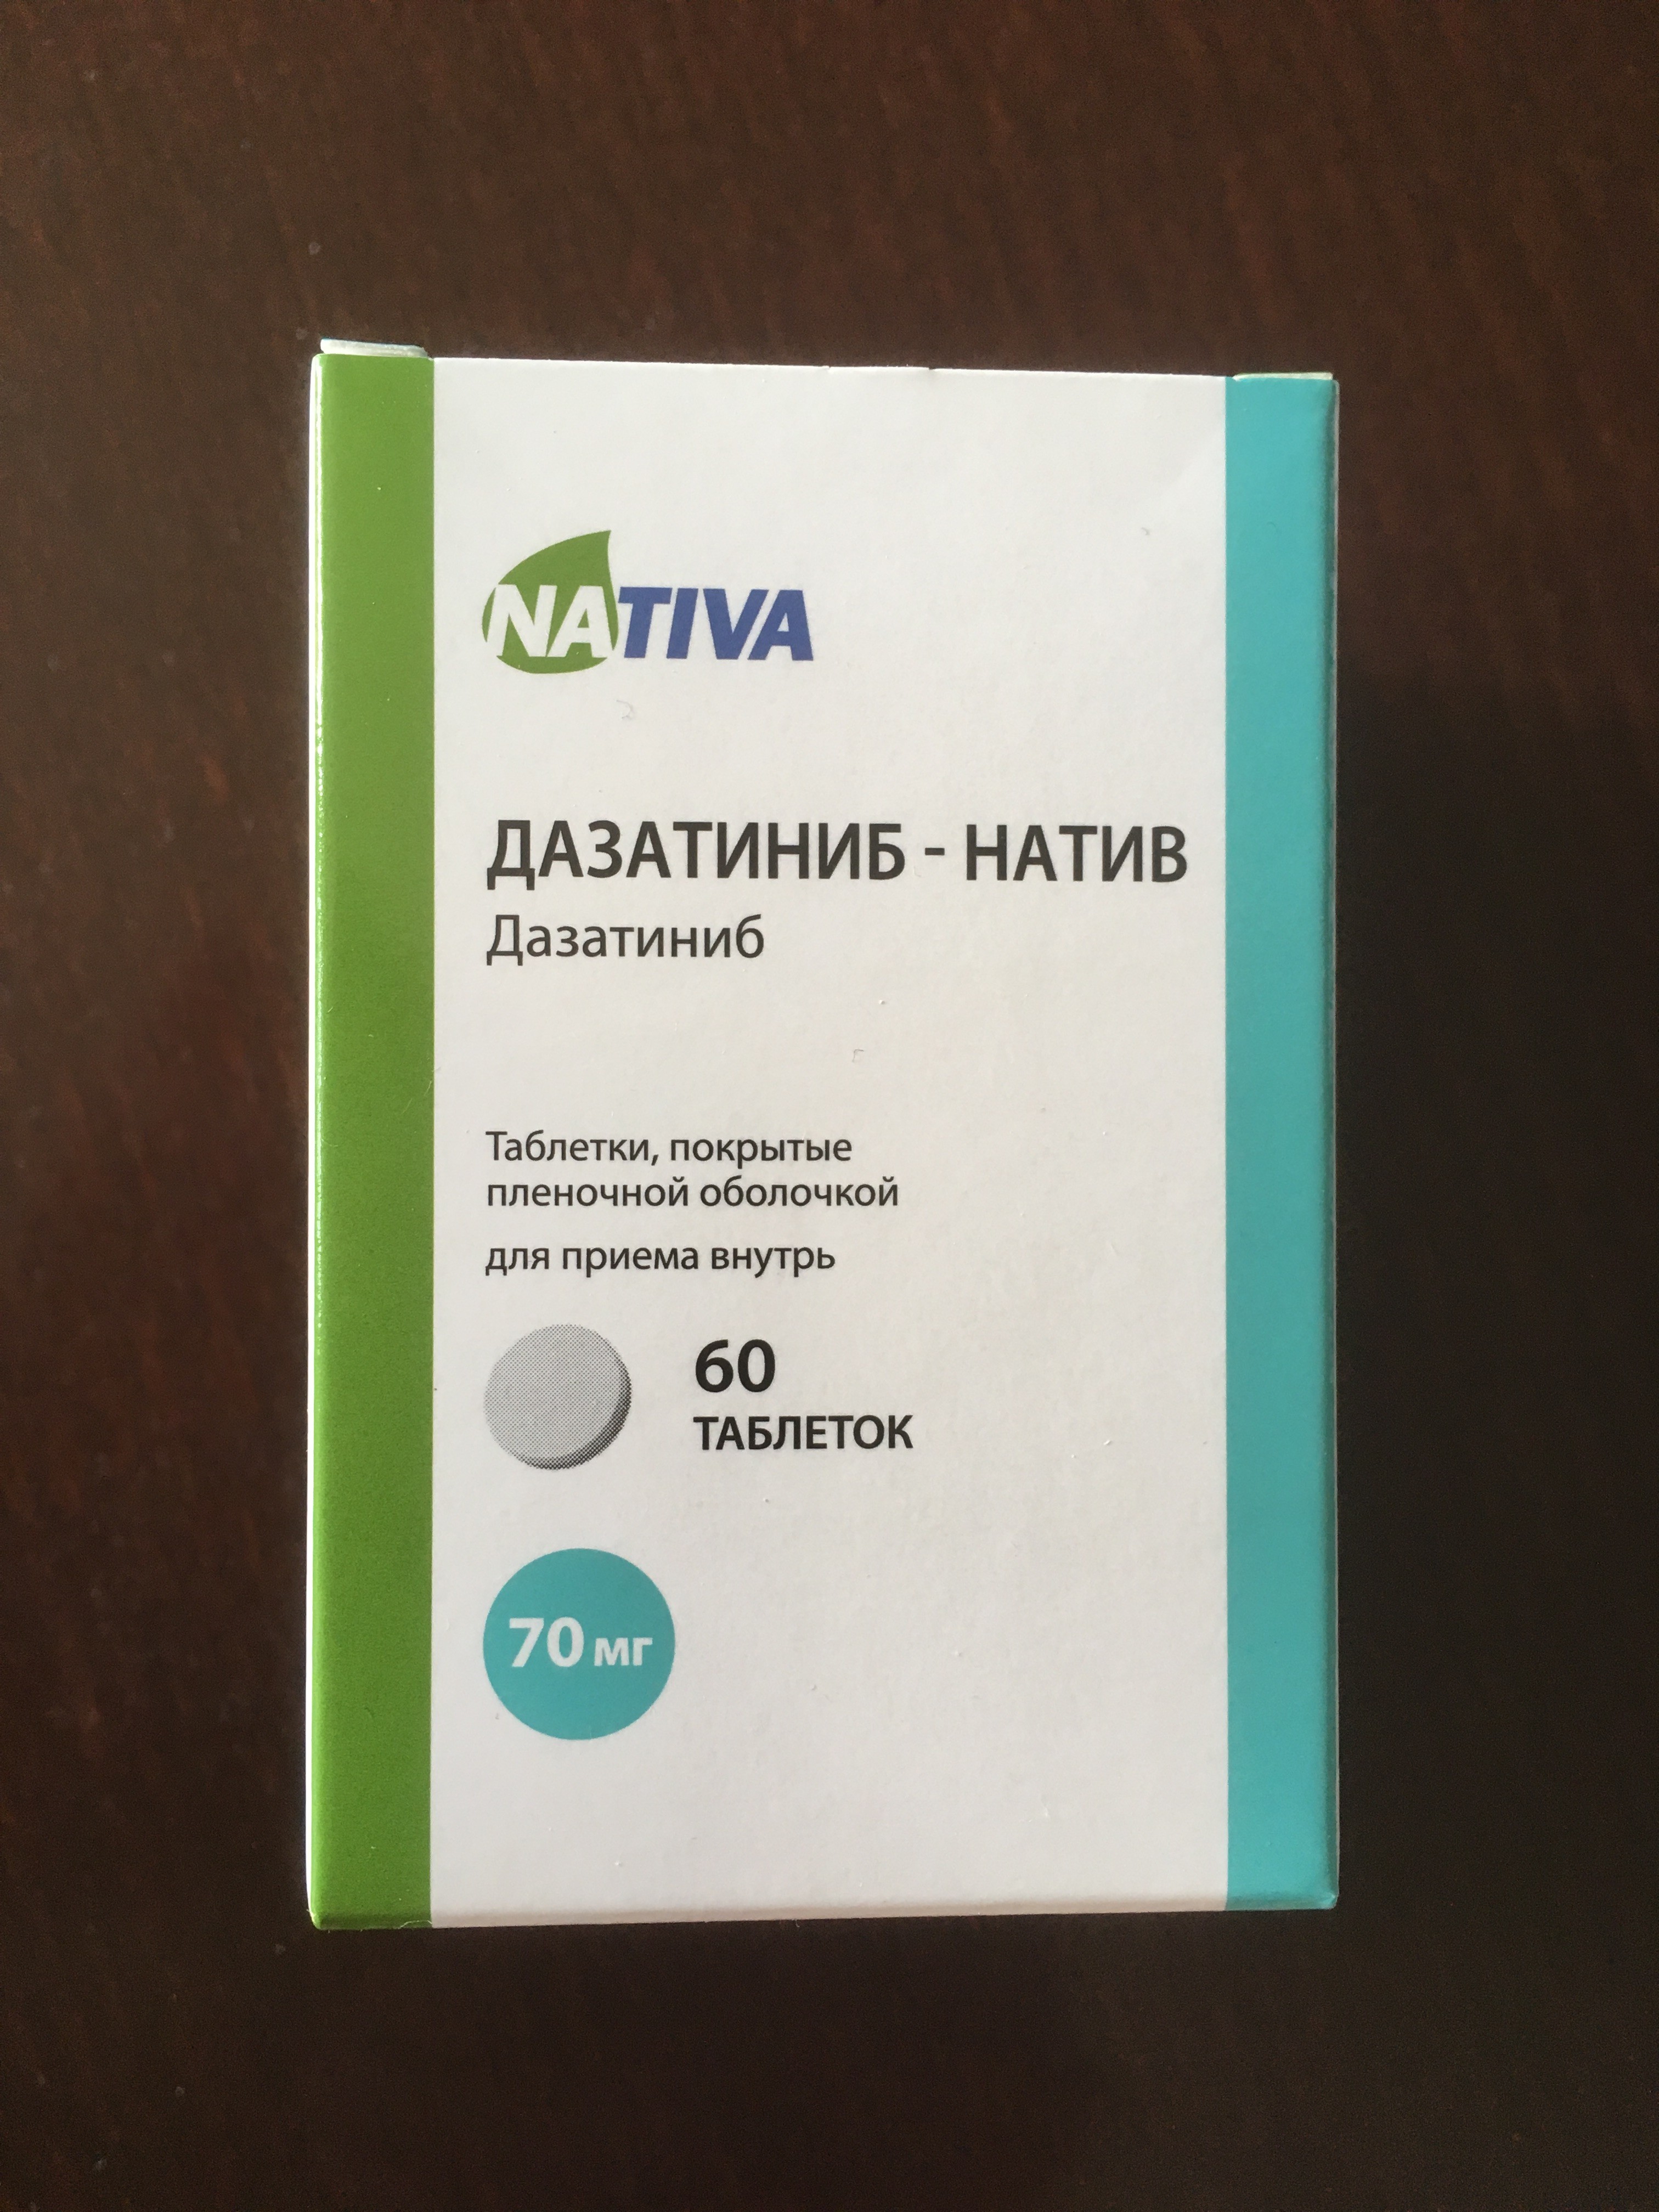 NATIVA
ДАЗАТИНИБ - НАТИВ
Дазатиниб
Таблетки, покрытые
пленочной оболочкой
для приема внутрь
60
ТАБЛЕТОК
70 мг